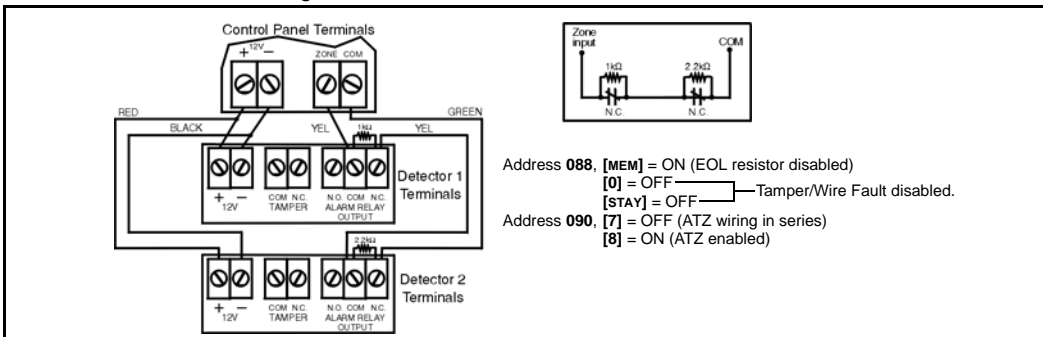 Control Panel Terminals
+ 12V −
ZONE COM
RED
BLACK
YEL
1kΩ
YEL
GREEN
+ −
12V
COM N.C.
TAMPER
N.O. COM N.C.
ALARM RELAY
OUTPUT
Detector 1
Terminals
2.2kΩ
+ −
12V
COM N.C.
TAMPER
N.O. COM N.C.
ALARM RELAY
OUTPUT
Detector 2
Terminals
Zone
input
COM
1kΩ
2.2kΩ
N.C.
N.C.
Address 088, [MEM] = ON (EOL resistor disabled)
[0] = OFF
[STAY] = OFF
Tamper/Wire Fault disabled.
Address 090, [7] = OFF (ATZ wiring in series)
[8] = ON (ATZ enabled)